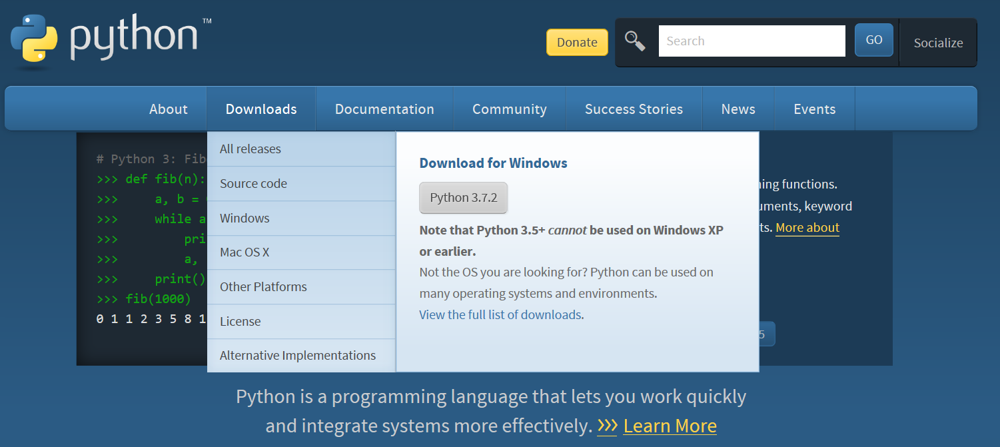 python™
Donate
Search
GO
Socialize
About
Downloads
Documentation
Community
Success Stories
News
Events
# Python 3: Fib
>>> def fib(n):
>>> a, b =
>>> while a
>>> pri
>>> a,
>>> print()
>>> fib(1000)
0 1 1 2 3 5 8 1
All releases
Source code
Windows
Mac OS X
Other Platforms
License
Alternative Implementations
Download for Windows
Python 3.7.2
Note that Python 3.5+ cannot be used on Windows XP
or earlier.
Not the OS you are looking for? Python can be used on
many operating systems and environments.
View the full list of downloads.
ing functions.
uments, keyword
ts. More about
5
Python is a programming language that lets you work quickly
and integrate systems more effectively. >>> Learn More